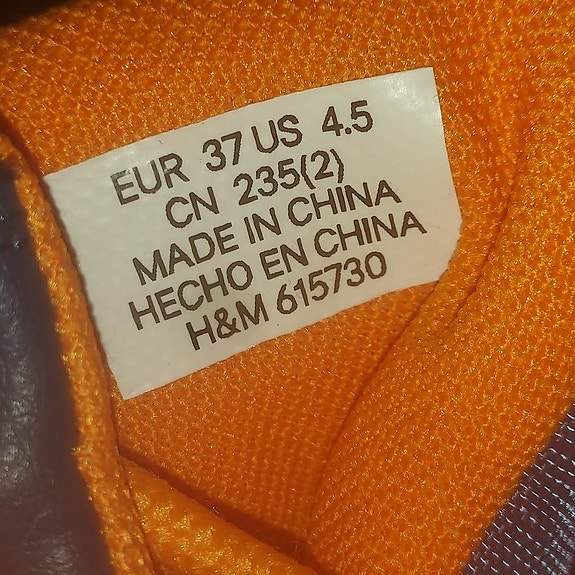 EUR 37 US 4.5
CN 235(2)
MADE IN CHINA
HECHO EN CHINA
H&M 615730